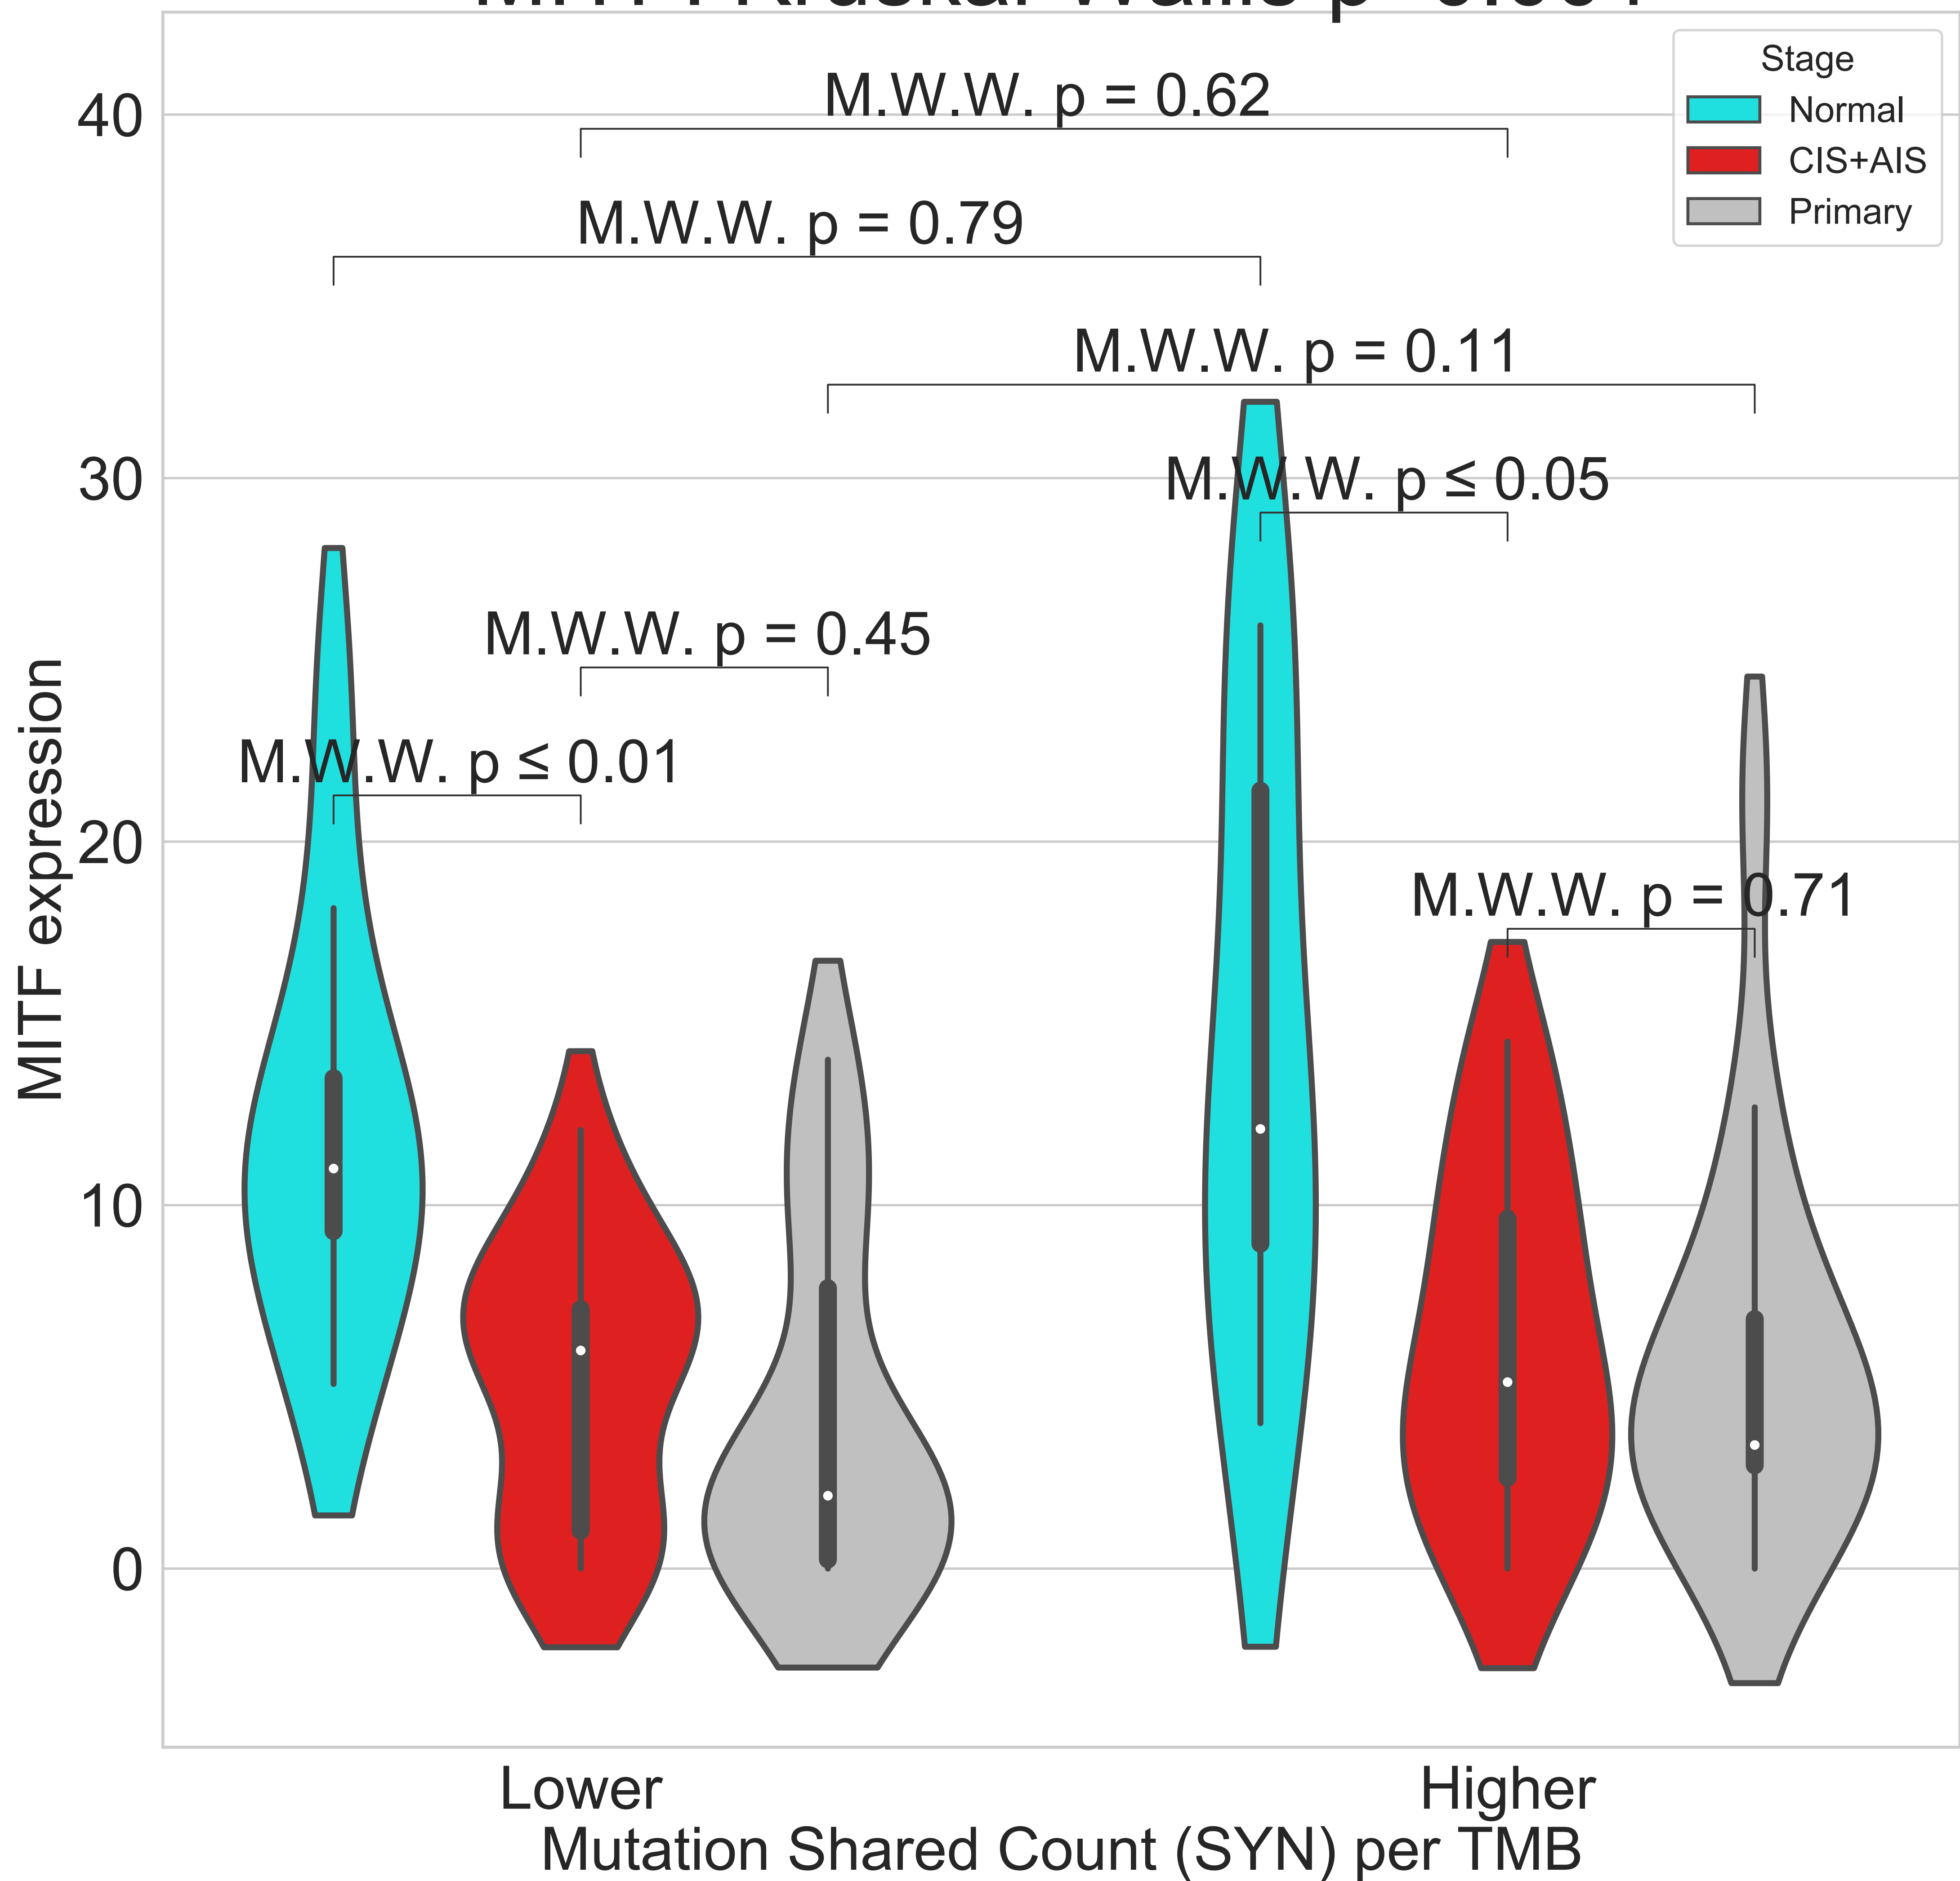 40
30
20
10
0
MITF expression
M.W.W. p = 0.62
M.W.W. p = 0.79
M.W.W. p = 0.11
M.W.W. p ≤ 0.05
M.W.W. p = 0.45
M.W.W. p ≤ 0.01
M.W.W. p = 0.71
Stage
Normal
CIS+AIS
Primary
Lower
Higher
Mutation Shared Count (SYN) per TMB